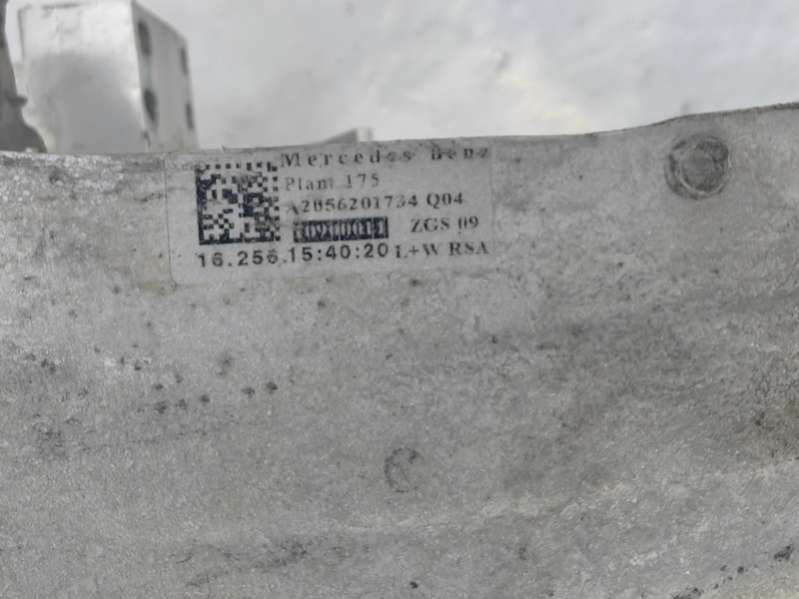 Mercedes Benz
Plant 175
A2056201734 Q04
ZGS 09
16.256.15:40:20 L+W RSA